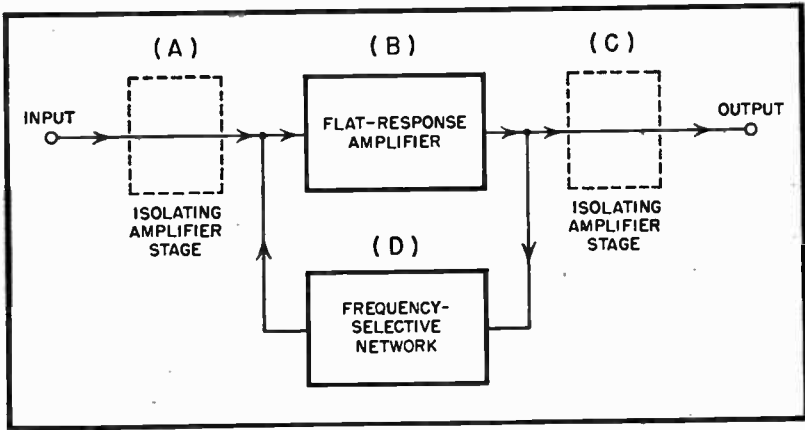 (A)
(B)
(C)
INPUT
FLAT-RESPONSE
AMPLIFIER
OUTPUT
ISOLATING
AMPLIFIER
STAGE
ISOLATING
AMPLIFIER
STAGE
(D)
FREQUENCY-
SELECTIVE
NETWORK